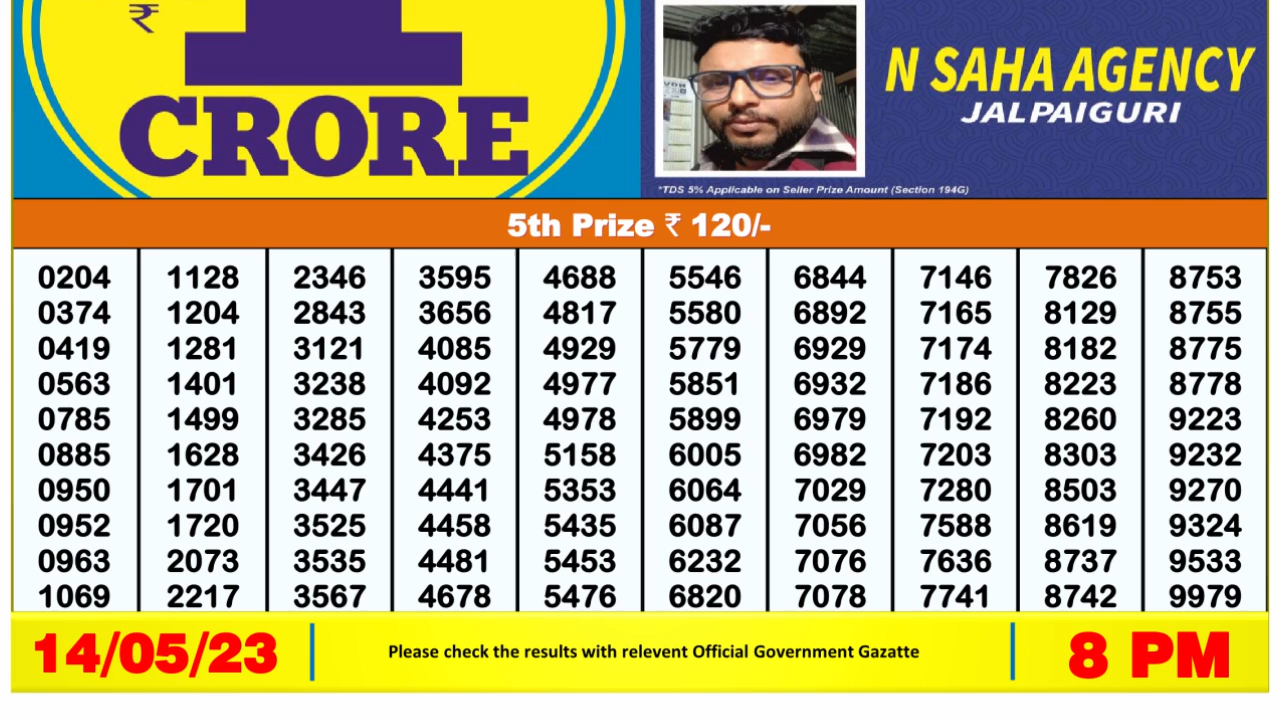 ₹
1
CRORE
N SAHA AGENCY
JALPAIGURI
*TDS 5% Applicable on Seller Prize Amount (Section 194G)
5th Prize ₹ 120/-
0204 1128 2346 3595 4688 5546 6844 7146 7826 8753
0374 1204 2843 3656 4817 5580 6892 7165 8129 8755
0419 1281 3121 4085 4929 5779 6929 7174 8182 8775
0563 1401 3238 4092 4977 5851 6932 7186 8223 8778
0785 1499 3285 4253 4978 5899 6979 7192 8260 9223
0885 1628 3426 4375 5158 6005 6982 7203 8303 9232
0950 1701 3447 4441 5353 6064 7029 7280 8503 9270
0952 1720 3525 4458 5435 6087 7056 7588 8619 9324
0963 2073 3535 4481 5453 6232 7076 7636 8737 9533
1069 2217 3567 4678 5476 6820 7078 7741 8742 9979
14/05/23
Please check the results with relevent Official Government Gazatte
8 PM